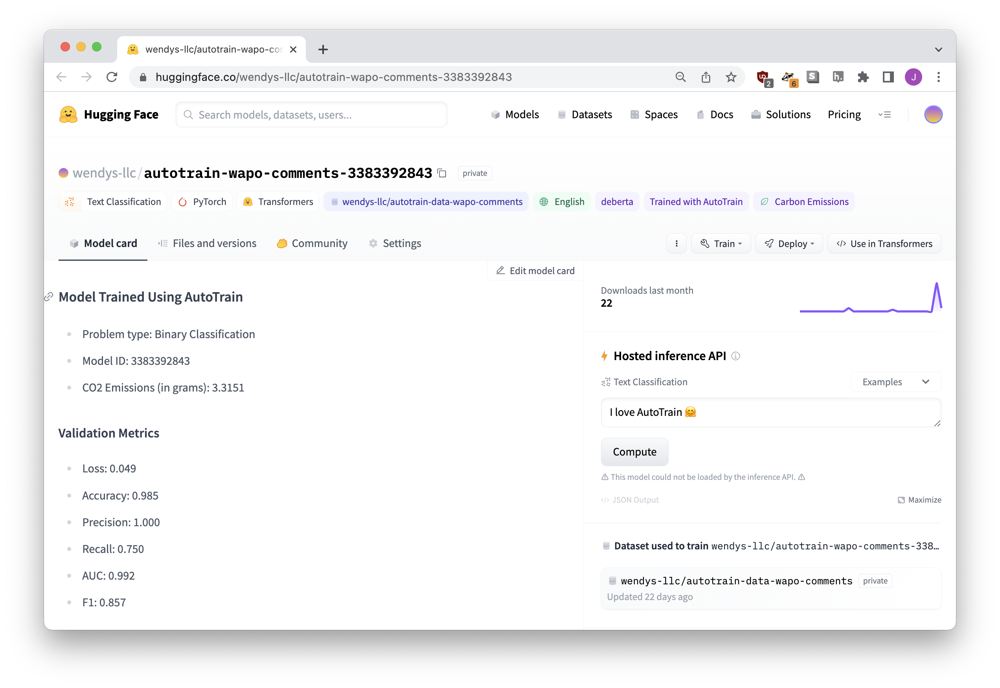 wendys-llc/autotrain-wapo-cor
huggingface.co/wendys-llc/autotrain-wapo-comments-3383392843
2
6
S
h.
J
Hugging Face
Search models, datasets, users...
Models
Datasets
Spaces
Docs
Solutions
Pricing
wendys-llc/autotrain-wapo-comments-3383392843
private
Text Classification
PyTorch
Transformers
wendys-llc/autotrain-data-wapo-comments
English
deberta
Trained with AutoTrain
Carbon Emissions
Model card
Files and versions
Community
Settings
Train
Deploy
</> Use in Transformers
Edit model card
Model Trained Using AutoTrain
Problem type: Binary Classification
Model ID: 3383392843
CO2 Emissions (in grams): 3.3151
Validation Metrics
Loss: 0.049
Accuracy: 0.985
Precision: 1.000
Recall: 0.750
AUC: 0.992
F1: 0.857
Downloads last month
22
Hosted inference API
Text Classification
Examples
I love AutoTrain 🤗
Compute
⚠ This model could not be loaded by the inference API. ⚠
</> JSON Output
Maximize
Dataset used to train wendys-llc/autotrain-wapo-comments-338…
wendys-llc/autotrain-data-wapo-comments
private
Updated 22 days ago